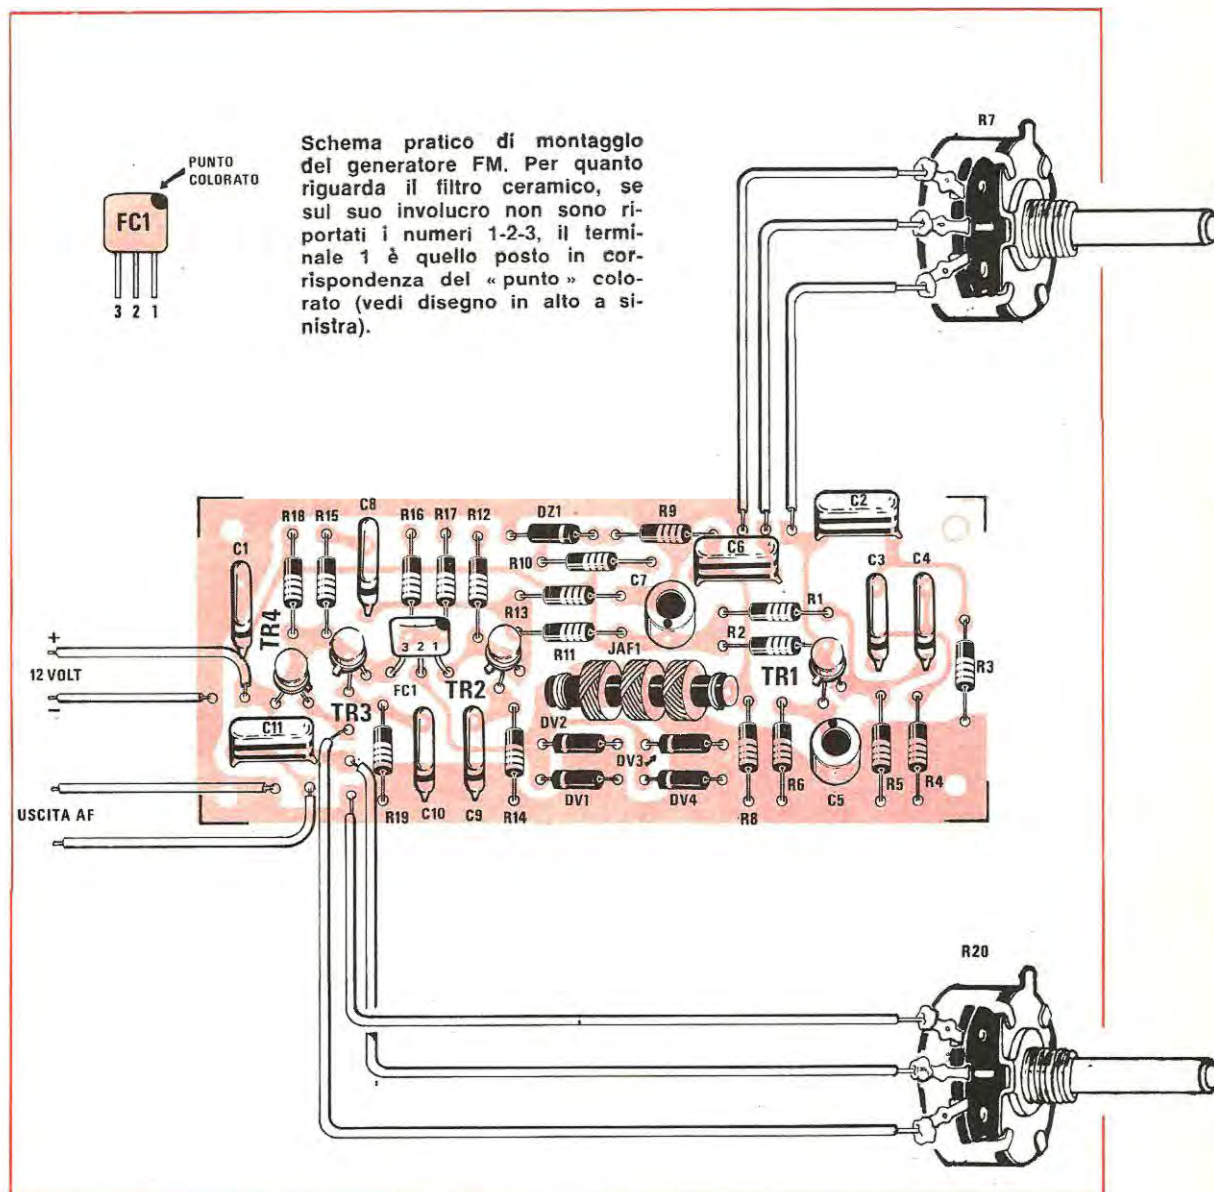 PUNTO
COLORATO
FC1
3 2 1
Schema pratico di montaggio
del generatore FM. Per quanto
riguarda il filtro ceramico, se
sul suo involucro non sono ri-
portati i numeri 1-2-3, il termi-
nale 1 è quello posto in cor-
rispondenza del « punto » colo-
rato (vedi disegno in alto a si-
nistra).
R7
C8
C2
R18
R15
R16
R17
R12
DZ1
R9
C1
R10
C6
C3
C4
C7
TR4
R13
R1
3 2 1
R2
R11
JAF1
R3
+
12 VOLT
−
FC1
TR2
TR1
TR3
DV2
C11
DV3
R6
R5
R4
DV1
DV4
C5
USCITA AF
R19
C10
C9
R14
R8
R20